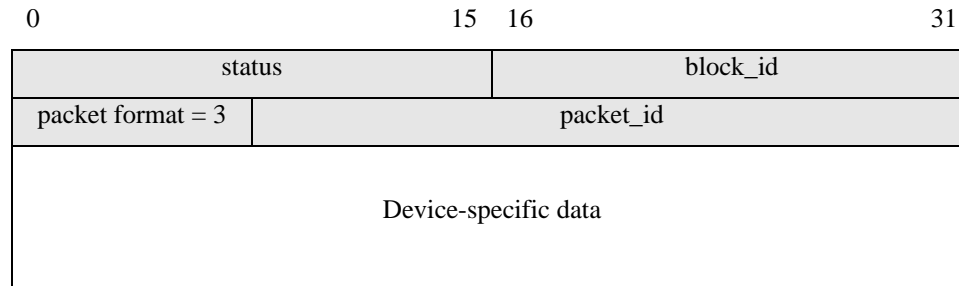 0 15 16 31
status block_id
packet format = 3 packet_id
Device-specific data